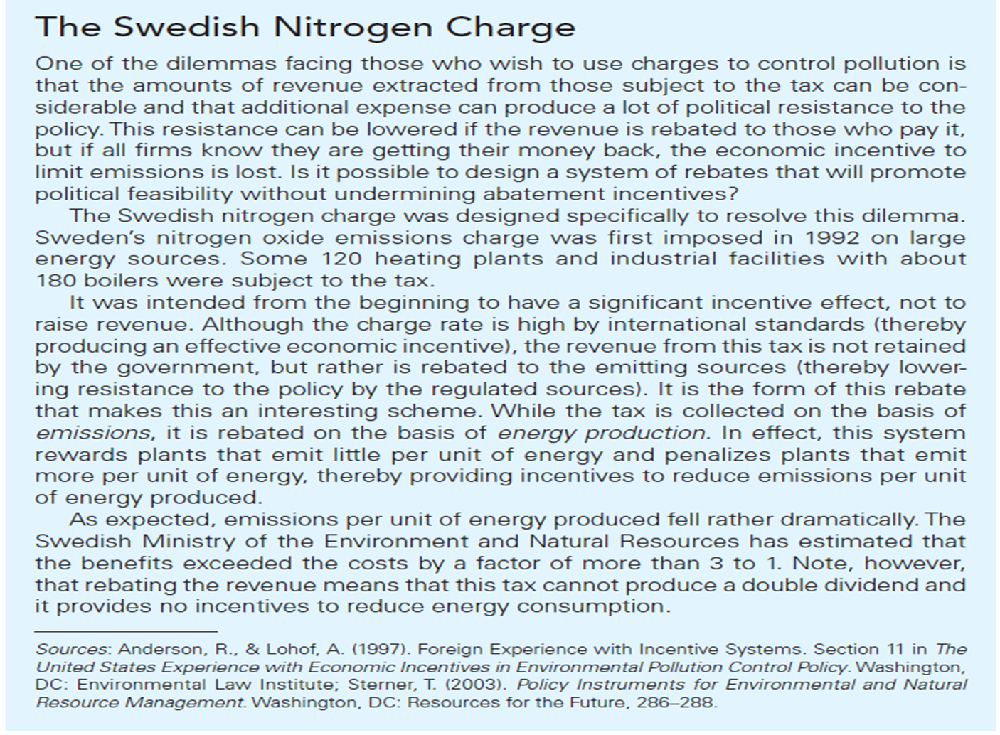 The Swedish Nitrogen Charge
One of the dilemmas facing those who wish to use charges to control pollution is
that the amounts of revenue extracted from those subject to the tax can be con-
siderable and that additional expense can produce a lot of political resistance to the
policy. This resistance can be lowered if the revenue is rebated to those who pay it,
but if all firms know they are getting their money back, the economic incentive to
limit emissions is lost. Is it possible to design a system of rebates that will promote
political feasibility without undermining abatement incentives?
The Swedish nitrogen charge was designed specifically to resolve this dilemma.
Sweden's nitrogen oxide emissions charge was first imposed in 1992 on large
energy sources. Some 120 heating plants and industrial facilities with about
180 boilers were subject to the tax.
It was intended from the beginning to have a significant incentive effect, not to
raise revenue. Although the charge rate is high by international standards (thereby
producing an effective economic incentive), the revenue from this tax is not retained
by the government, but rather is rebated to the emitting sources (thereby lower-
ing resistance to the policy by the regulated sources). It is the form of this rebate
that makes this an interesting scheme. While the tax is collected on the basis of
emissions, it is rebated on the basis of energy production. In effect, this system
rewards plants that emit little per unit of energy and penalizes plants that emit
more per unit of energy, thereby providing incentives to reduce emissions per unit
of energy produced.
As expected, emissions per unit of energy produced fell rather dramatically. The
Swedish Ministry of the Environment and Natural Resources has estimated that
the benefits exceeded the costs by a factor of more than 3 to 1. Note, however,
that rebating the revenue means that this tax cannot produce a double dividend and
it provides no incentives to reduce energy consumption.
Sources: Anderson, R., & Lohof, A. (1997). Foreign Experience with Incentive Systems. Section 11 in The
United States Experience with Economic Incentives in Environmental Pollution Control Policy. Washington,
DC: Environmental Law Institute; Sterner, T. (2003). Policy Instruments for Environmental and Natural
Resource Management. Washington, DC: Resources for the Future, 286–288.